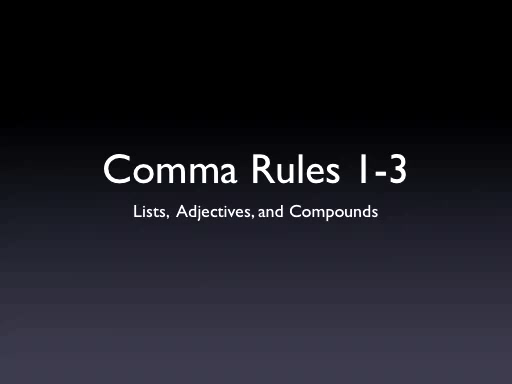 Comma Rules 1-3
Lists, Adjectives, and Compounds